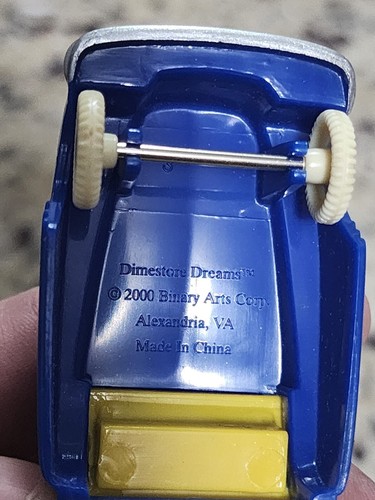 Dimestore Dreams™
© 2000 Binary Arts Corp.
Alexandria, VA
Made In China